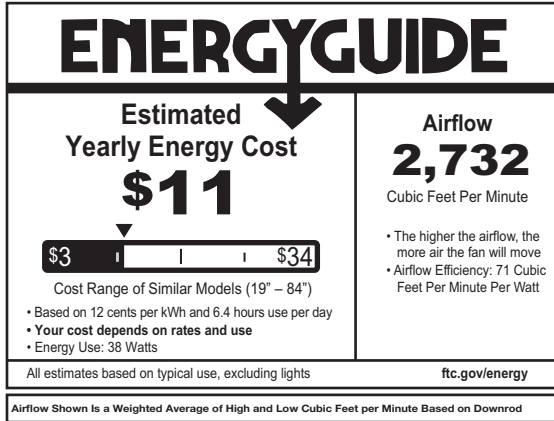 ENERGYGUIDE
Estimated
Yearly Energy Cost
$11
$3
$34
Cost Range of Similar Models (19” – 84”)
• Based on 12 cents per kWh and 6.4 hours use per day
• Your cost depends on rates and use
• Energy Use: 38 Watts
Airflow
2,732
Cubic Feet Per Minute
• The higher the airflow, the
more air the fan will move
• Airflow Efficiency: 71 Cubic
Feet Per Minute Per Watt
All estimates based on typical use, excluding lights
ftc.gov/energy
Airflow Shown Is a Weighted Average of High and Low Cubic Feet per Minute Based on Downrod